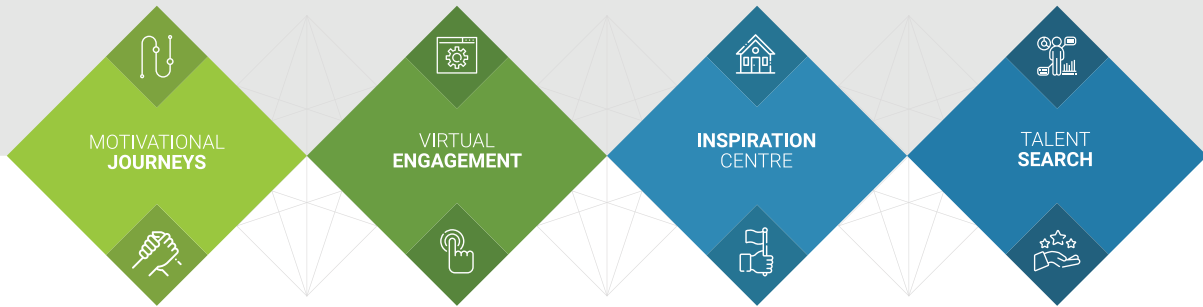 MOTIVATIONAL
JOURNEYS
VIRTUAL
ENGAGEMENT
INSPIRATION
CENTRE
TALENT
SEARCH